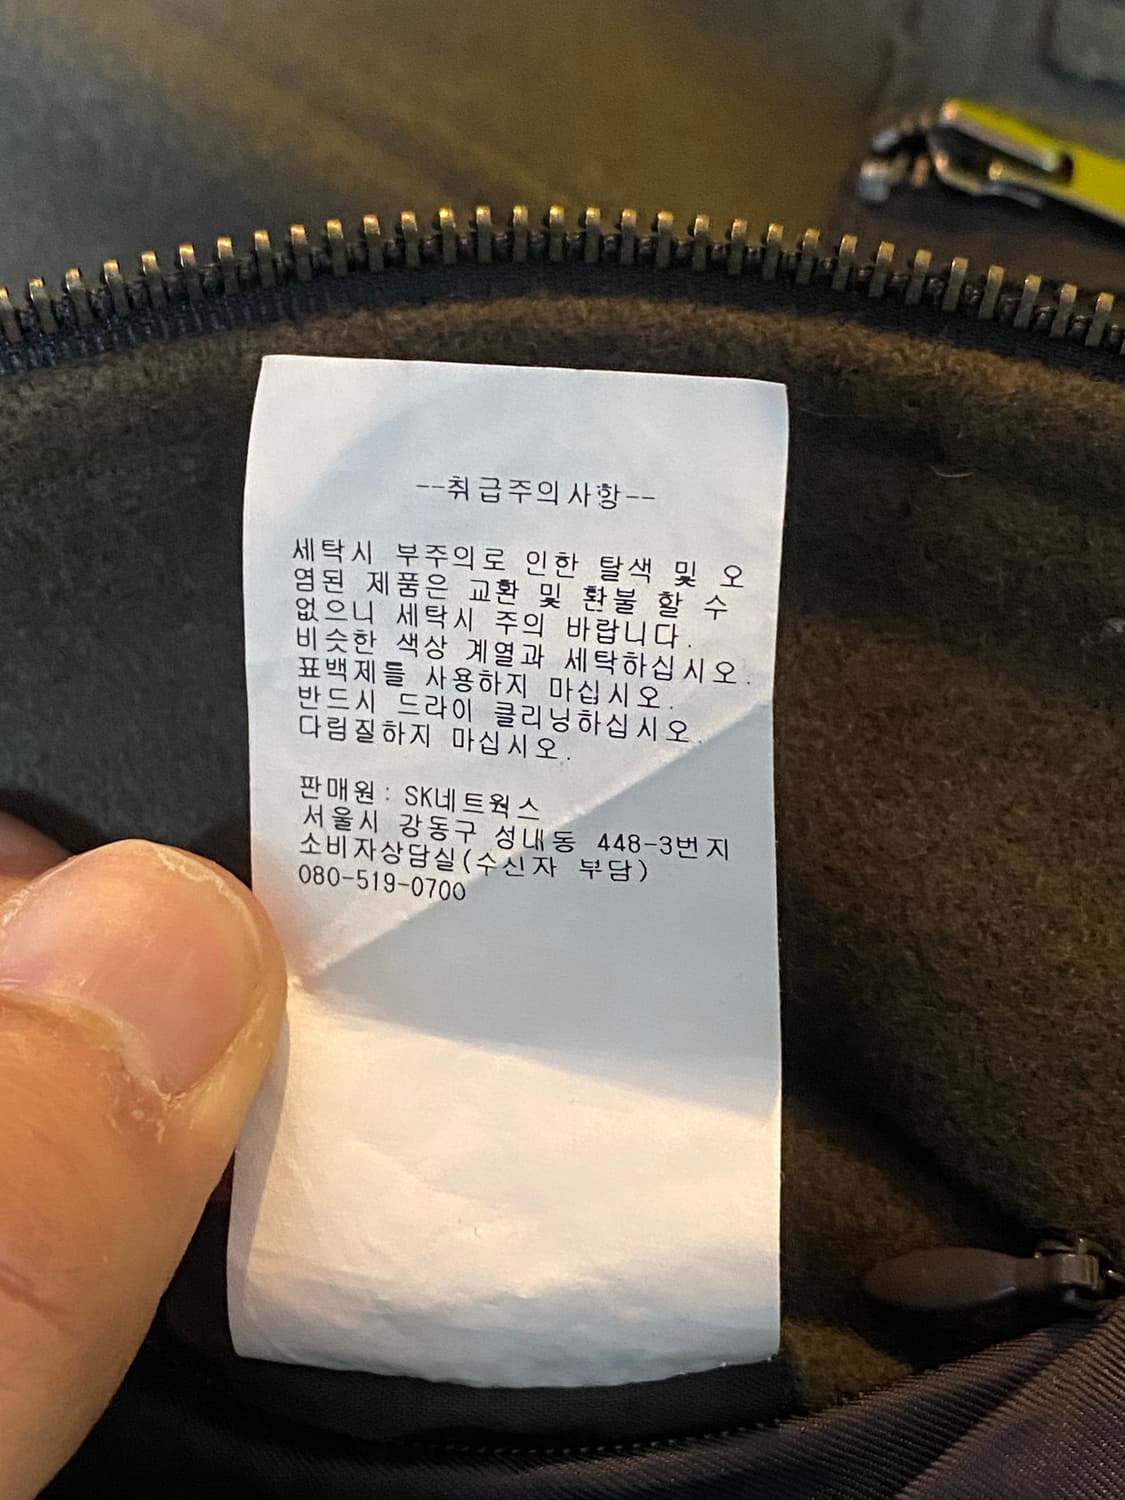 --취급주의사항--
세탁시 부주의로 인한 탈색 및 오
염된 제품은 교환 및 환불 할 수
없으니 세탁시 주의 바랍니다.
비슷한 색상 계열과 세탁하십시오.
표백제를 사용하지 마십시오.
반드시 드라이 클리닝하십시오.
다림질하지 마십시오.
판매원: SK네트웍스
서울시 강동구 성내동 448-3번지
소비자상담실(수신자 부담)
080-519-0700